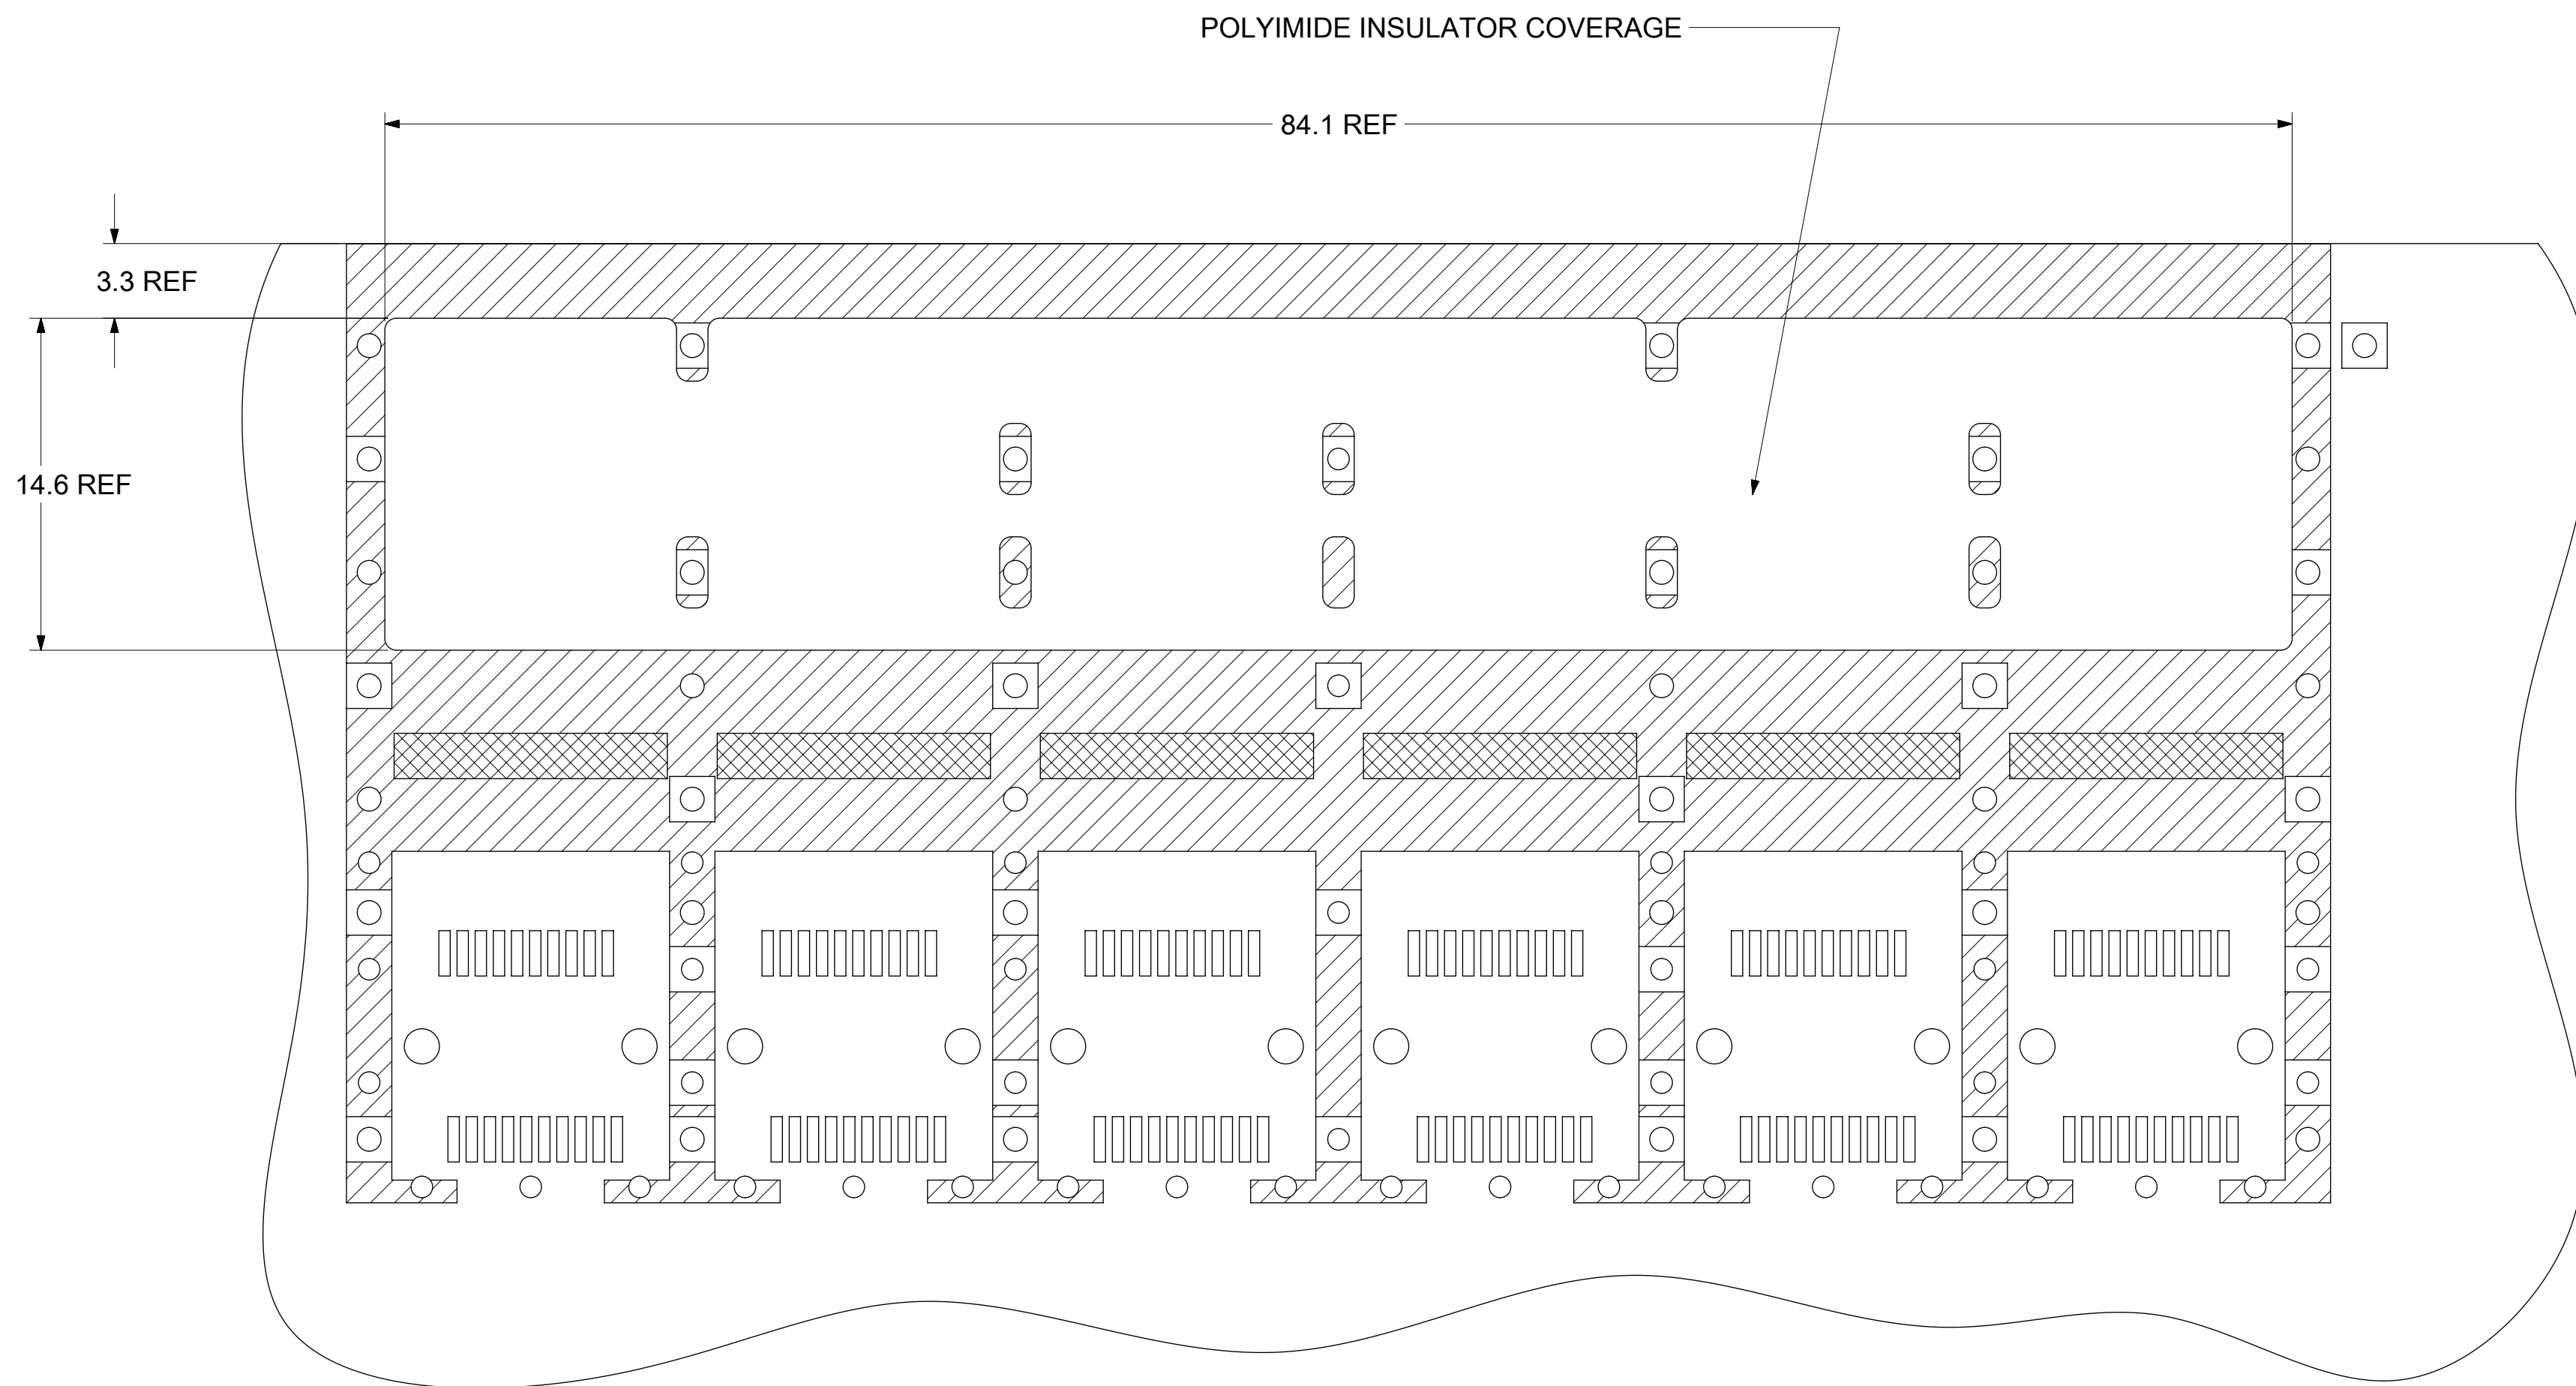 POLYIMIDE INSULATOR COVERAGE
84.1 REF
3.3 REF
14.6 REF